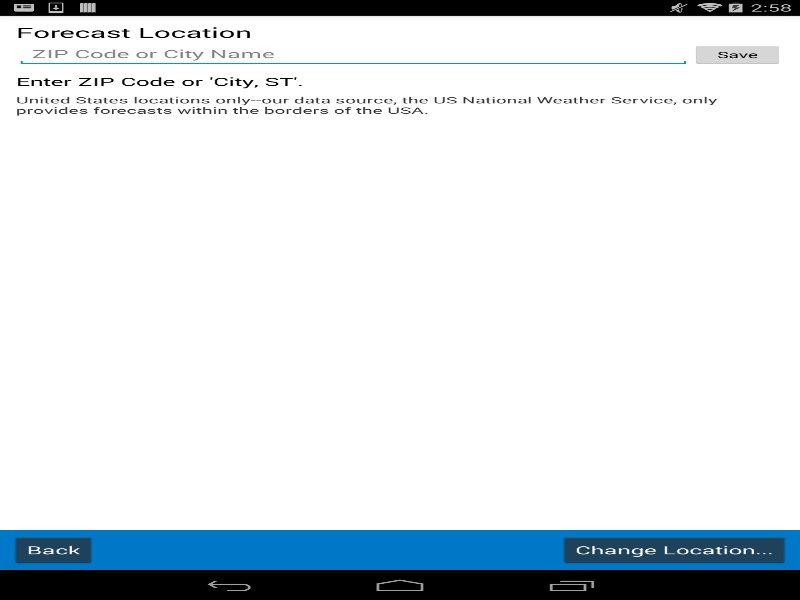 2:58
Forecast Location
ZIP Code or City Name
Save
Enter ZIP Code or 'City, ST'.
United States locations only--our data source, the US National Weather Service, only
provides forecasts within the borders of the USA.
Back
Change Location...